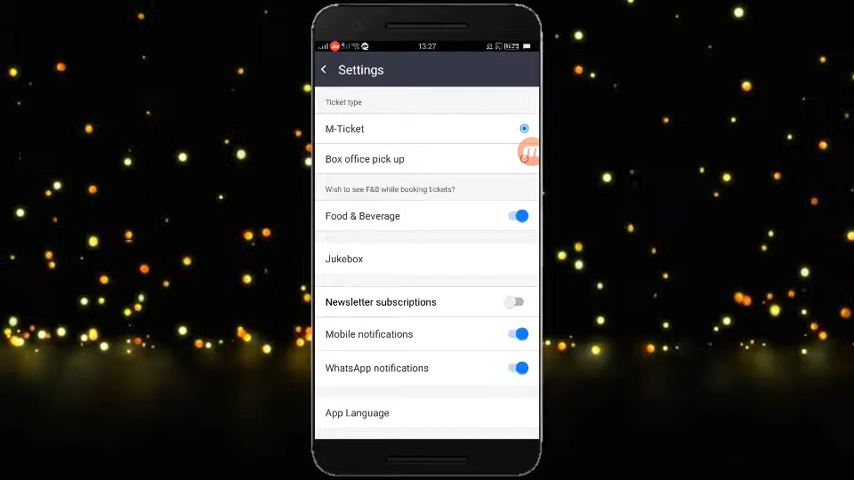 13:27
Settings
Ticket type
M-Ticket
Box office pick up
Wish to see F&B while booking tickets?
Food & Beverage
Jukebox
Newsletter subscriptions
Mobile notifications
WhatsApp notifications
App Language